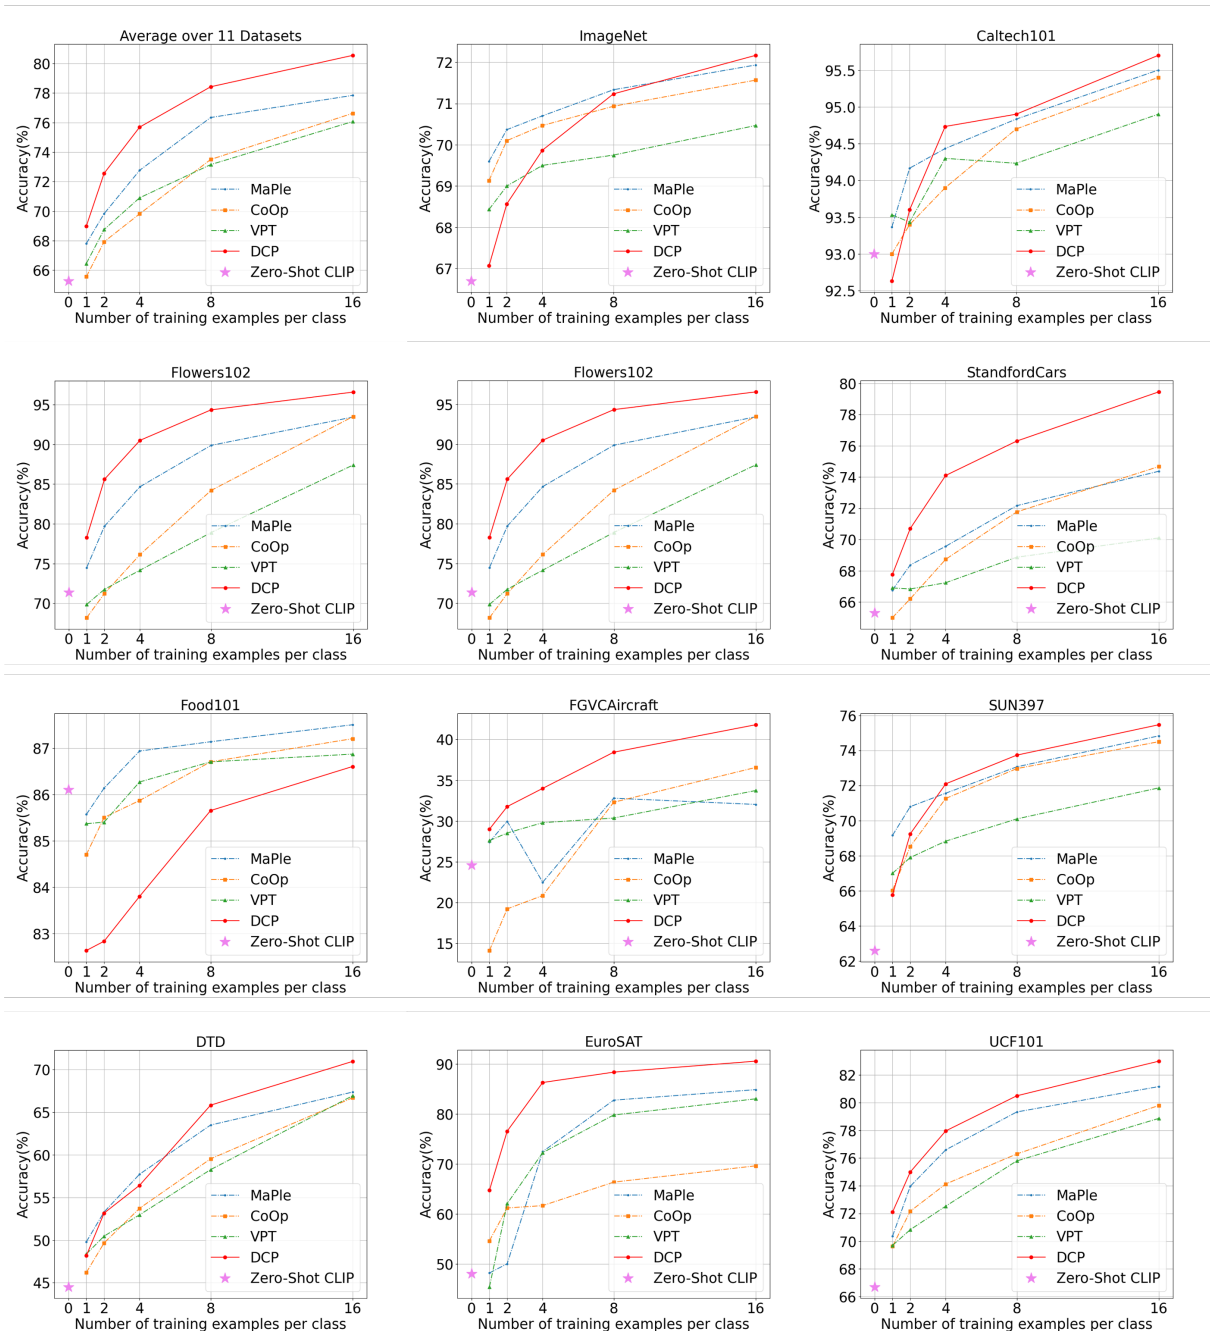 Average over 11 Datasets
Accuracy(%)
80
78
76
74
72
70
68
66
MaPle
CoOp
VPT
DCP
Zero-Shot CLIP
0 1 2 4 8 16
Number of training examples per class
ImageNet
Accuracy(%)
72
71
70
69
68
67
MaPle
CoOp
VPT
DCP
Zero-Shot CLIP
0 1 2 4 8 16
Number of training examples per class
Caltech101
Accuracy(%)
95.5
95.0
94.5
94.0
93.5
93.0
92.5
MaPle
CoOp
VPT
DCP
Zero-Shot CLIP
0 1 2 4 8 16
Number of training examples per class
Flowers102
Accuracy(%)
95
90
85
80
75
70
MaPle
CoOp
VPT
DCP
Zero-Shot CLIP
0 1 2 4 8 16
Number of training examples per class
Flowers102
Accuracy(%)
95
90
85
80
75
70
MaPle
CoOp
VPT
DCP
Zero-Shot CLIP
0 1 2 4 8 16
Number of training examples per class
StandfordCars
Accuracy(%)
80
78
76
74
72
70
68
66
MaPle
CoOp
VPT
DCP
Zero-Shot CLIP
0 1 2 4 8 16
Number of training examples per class
Food101
Accuracy(%)
87
86
85
84
83
MaPle
CoOp
VPT
DCP
Zero-Shot CLIP
0 1 2 4 8 16
Number of training examples per class
FGVCAircraft
Accuracy(%)
40
35
30
25
20
15
MaPle
CoOp
VPT
DCP
Zero-Shot CLIP
0 1 2 4 8 16
Number of training examples per class
SUN397
Accuracy(%)
76
74
72
70
68
66
64
62
MaPle
CoOp
VPT
DCP
Zero-Shot CLIP
0 1 2 4 8 16
Number of training examples per class
DTD
Accuracy(%)
70
65
60
55
50
45
MaPle
CoOp
VPT
DCP
Zero-Shot CLIP
0 1 2 4 8 16
Number of training examples per class
EuroSAT
Accuracy(%)
90
80
70
60
50
MaPle
CoOp
VPT
DCP
Zero-Shot CLIP
0 1 2 4 8 16
Number of training examples per class
UCF101
Accuracy(%)
82
80
78
76
74
72
70
68
66
MaPle
CoOp
VPT
DCP
Zero-Shot CLIP
0 1 2 4 8 16
Number of training examples per class